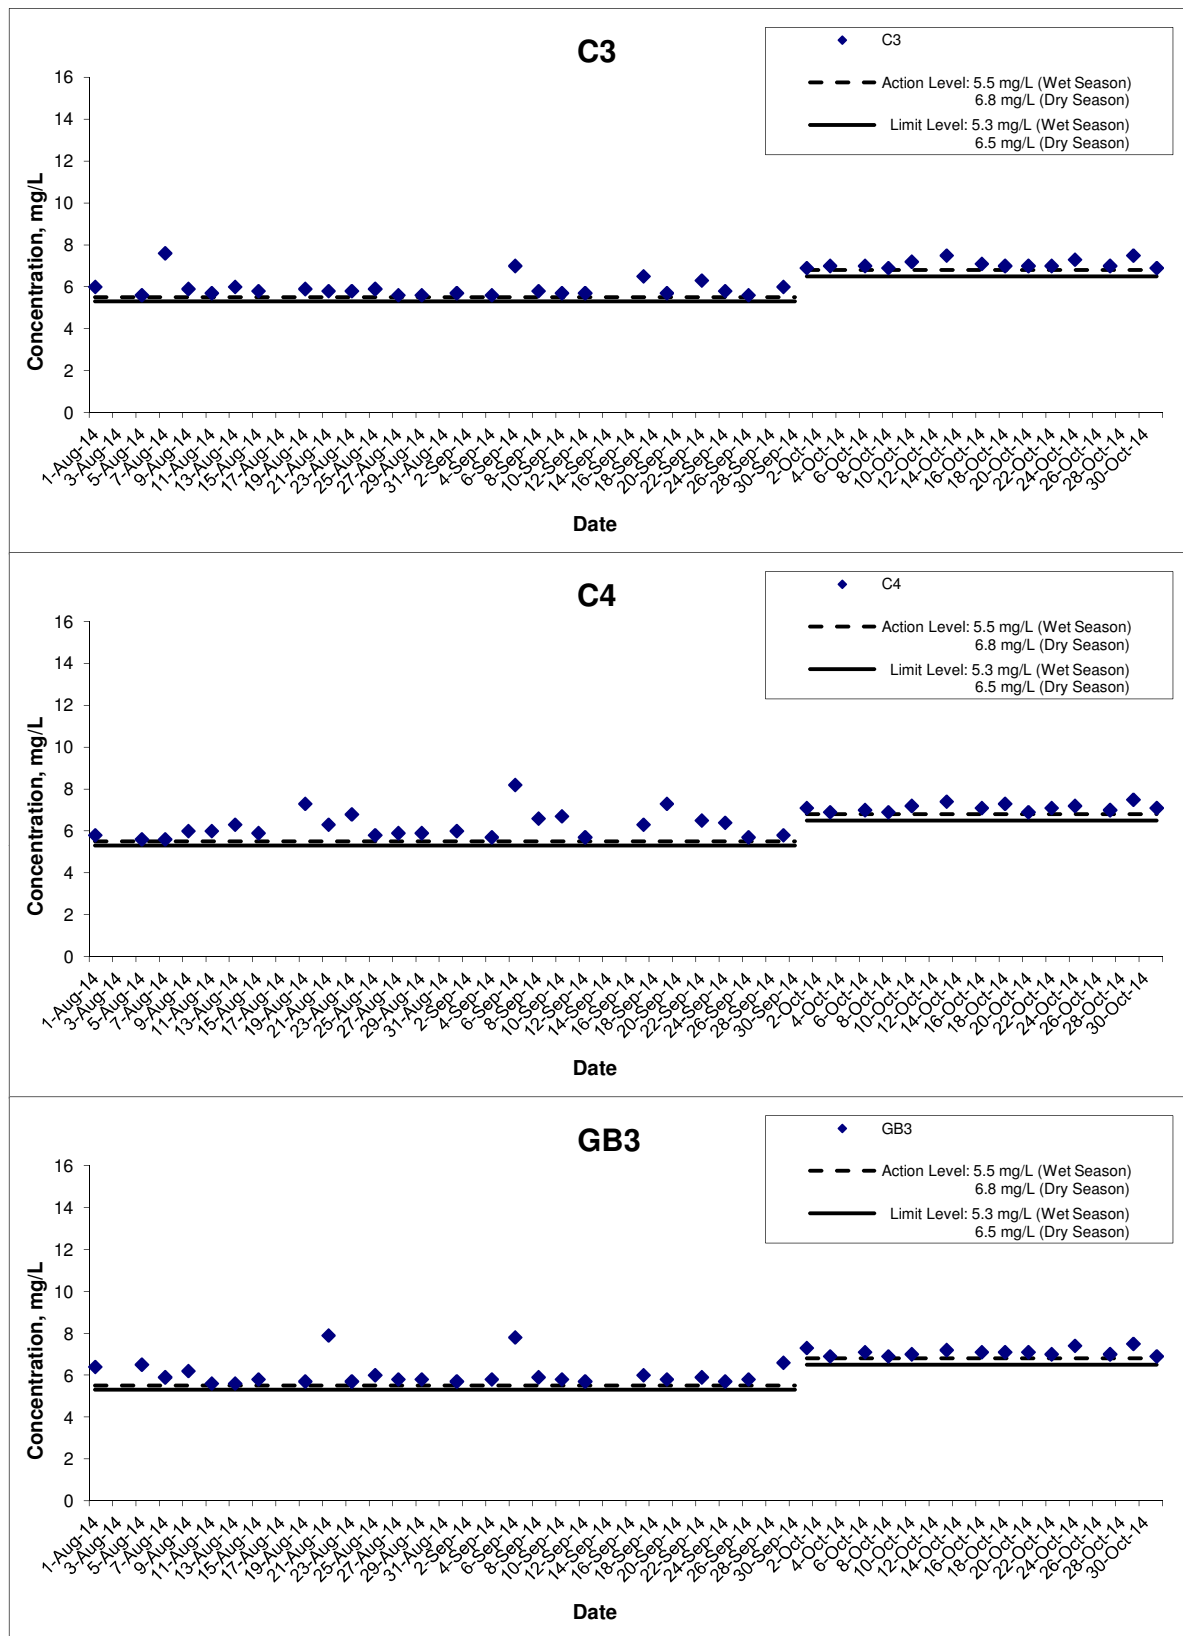 C3
C3
Action Level: 5.5 mg/L (Wet Season)
6.8 mg/L (Dry Season)
Limit Level: 5.3 mg/L (Wet Season)
6.5 mg/L (Dry Season)
Concentration, mg/L
16
14
12
10
8
6
4
2
0
1-Aug-14
3-Aug-14
5-Aug-14
7-Aug-14
9-Aug-14
11-Aug-14
13-Aug-14
15-Aug-14
17-Aug-14
19-Aug-14
21-Aug-14
23-Aug-14
25-Aug-14
27-Aug-14
29-Aug-14
31-Aug-14
2-Sep-14
4-Sep-14
6-Sep-14
8-Sep-14
10-Sep-14
12-Sep-14
14-Sep-14
16-Sep-14
18-Sep-14
20-Sep-14
22-Sep-14
24-Sep-14
26-Sep-14
28-Sep-14
30-Sep-14
2-Oct-14
4-Oct-14
6-Oct-14
8-Oct-14
10-Oct-14
12-Oct-14
14-Oct-14
16-Oct-14
18-Oct-14
20-Oct-14
22-Oct-14
24-Oct-14
26-Oct-14
28-Oct-14
30-Oct-14
Date
C4
C4
Action Level: 5.5 mg/L (Wet Season)
6.8 mg/L (Dry Season)
Limit Level: 5.3 mg/L (Wet Season)
6.5 mg/L (Dry Season)
Concentration, mg/L
16
14
12
10
8
6
4
2
0
1-Aug-14
3-Aug-14
5-Aug-14
7-Aug-14
9-Aug-14
11-Aug-14
13-Aug-14
15-Aug-14
17-Aug-14
19-Aug-14
21-Aug-14
23-Aug-14
25-Aug-14
27-Aug-14
29-Aug-14
31-Aug-14
2-Sep-14
4-Sep-14
6-Sep-14
8-Sep-14
10-Sep-14
12-Sep-14
14-Sep-14
16-Sep-14
18-Sep-14
20-Sep-14
22-Sep-14
24-Sep-14
26-Sep-14
28-Sep-14
30-Sep-14
2-Oct-14
4-Oct-14
6-Oct-14
8-Oct-14
10-Oct-14
12-Oct-14
14-Oct-14
16-Oct-14
18-Oct-14
20-Oct-14
22-Oct-14
24-Oct-14
26-Oct-14
28-Oct-14
30-Oct-14
Date
GB3
GB3
Action Level: 5.5 mg/L (Wet Season)
6.8 mg/L (Dry Season)
Limit Level: 5.3 mg/L (Wet Season)
6.5 mg/L (Dry Season)
Concentration, mg/L
16
14
12
10
8
6
4
2
0
1-Aug-14
3-Aug-14
5-Aug-14
7-Aug-14
9-Aug-14
11-Aug-14
13-Aug-14
15-Aug-14
17-Aug-14
19-Aug-14
21-Aug-14
23-Aug-14
25-Aug-14
27-Aug-14
29-Aug-14
31-Aug-14
2-Sep-14
4-Sep-14
6-Sep-14
8-Sep-14
10-Sep-14
12-Sep-14
14-Sep-14
16-Sep-14
18-Sep-14
20-Sep-14
22-Sep-14
24-Sep-14
26-Sep-14
28-Sep-14
30-Sep-14
2-Oct-14
4-Oct-14
6-Oct-14
8-Oct-14
10-Oct-14
12-Oct-14
14-Oct-14
16-Oct-14
18-Oct-14
20-Oct-14
22-Oct-14
24-Oct-14
26-Oct-14
28-Oct-14
30-Oct-14
Date